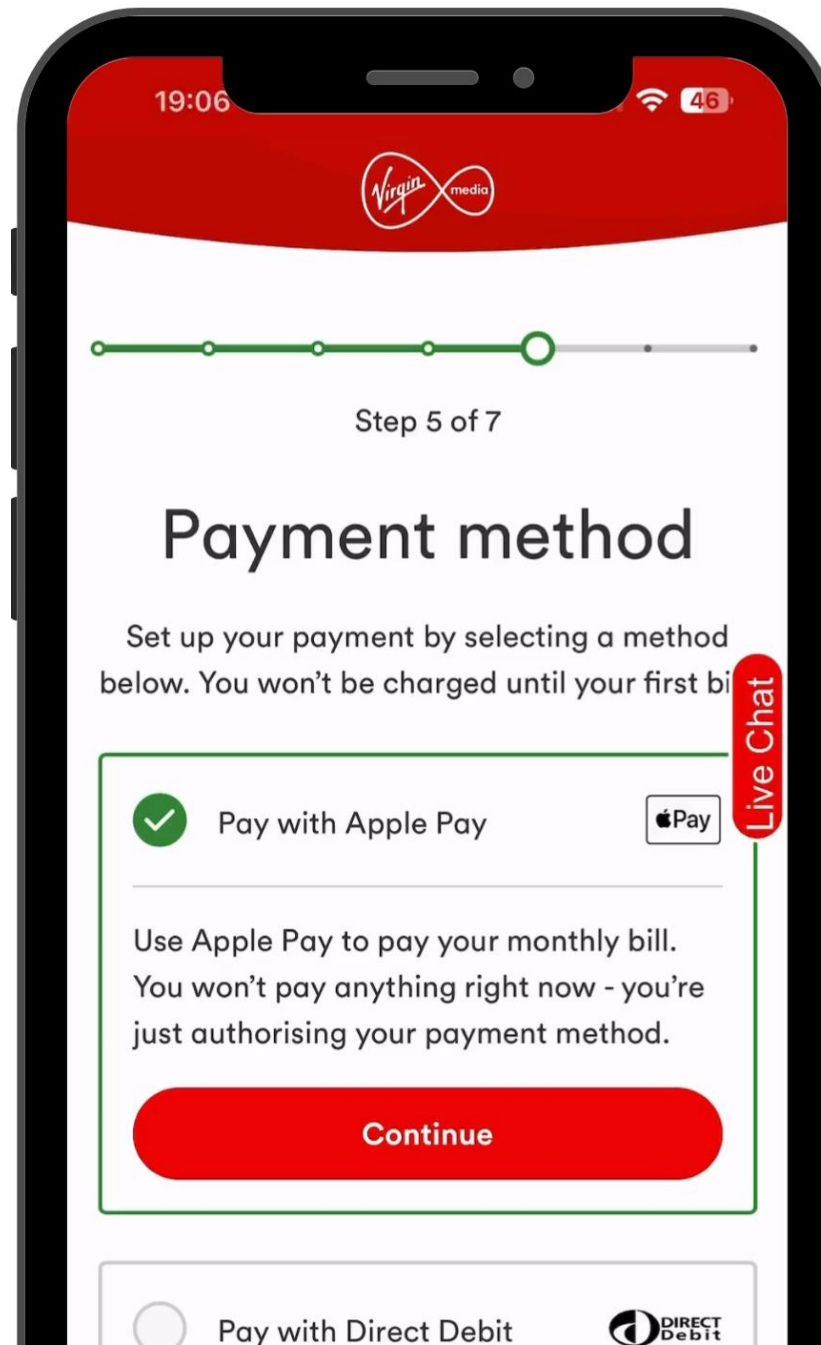 19:06
46
Virgin media
Step 5 of 7
Payment method
Set up your payment by selecting a method
below. You won't be charged until your first bi
Live Chat
Pay with Apple Pay
Pay
Use Apple Pay to pay your monthly bill.
You won't pay anything right now - you're
just authorising your payment method.
Continue
Pay with Direct Debit
DIRECT
Debit